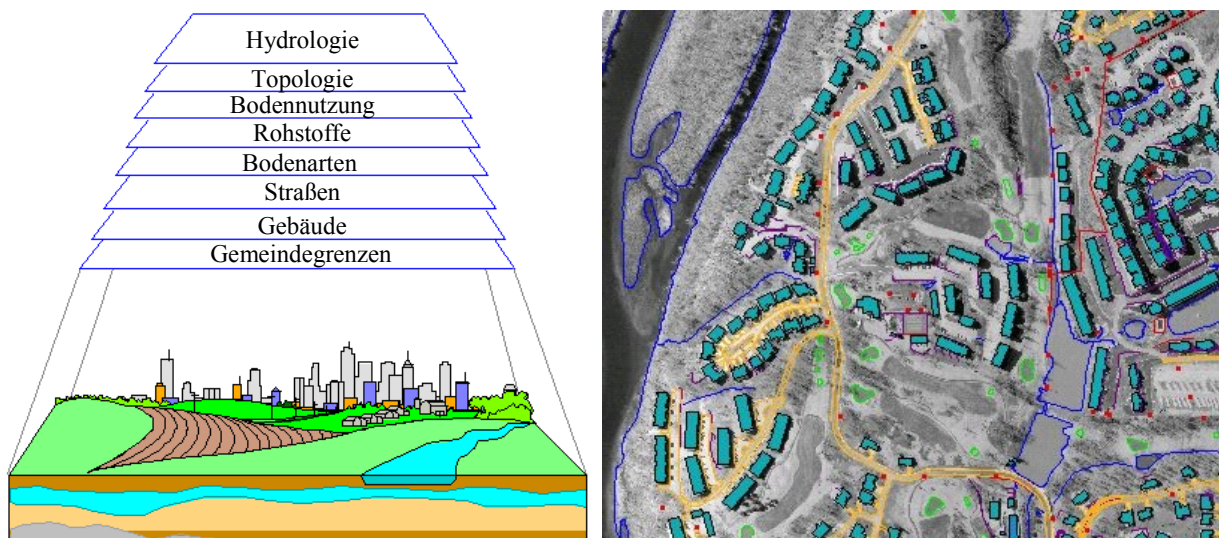 Hydrologie
Topologie
Bodennutzung
Rohstoffe
Bodenarten
Straßen
Gebäude
Gemeindegrenzen